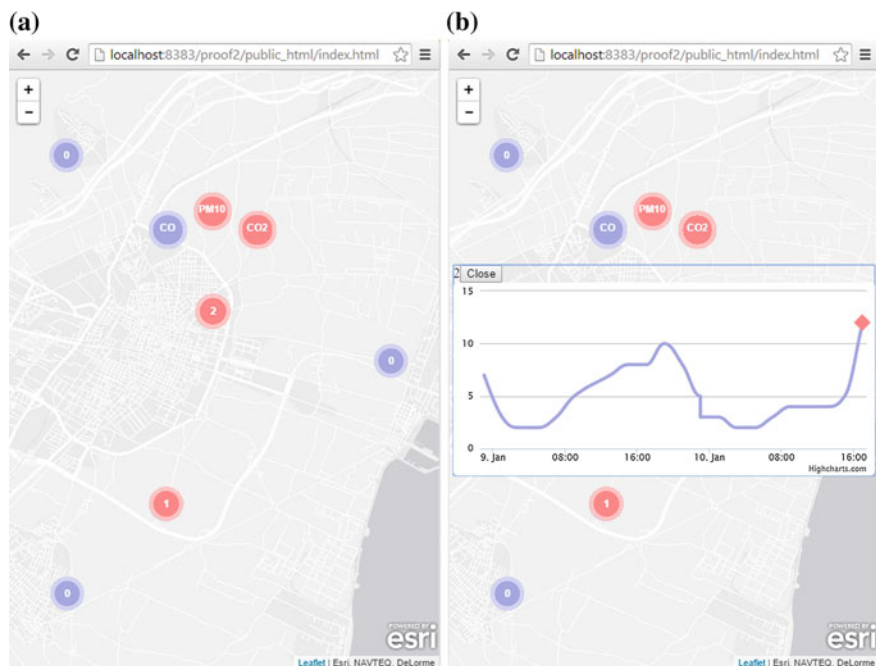 (a)
localhost:8383/proof2/public_html/index.html
+
−
0
PM10
CO
CO2
2
0
1
0
POWERED BY
esri
Leaflet | Esri, NAVTEQ, DeLorme
(b)
localhost:8383/proof2/public_html/index.html
+
−
0
PM10
CO
CO2
2 Close
15
10
5
0
9. Jan 08:00 16:00 10. Jan 08:00 16:00
Highcharts.com
1
0
POWERED BY
esri
Leaflet | Esri, NAVTEQ, DeLorme